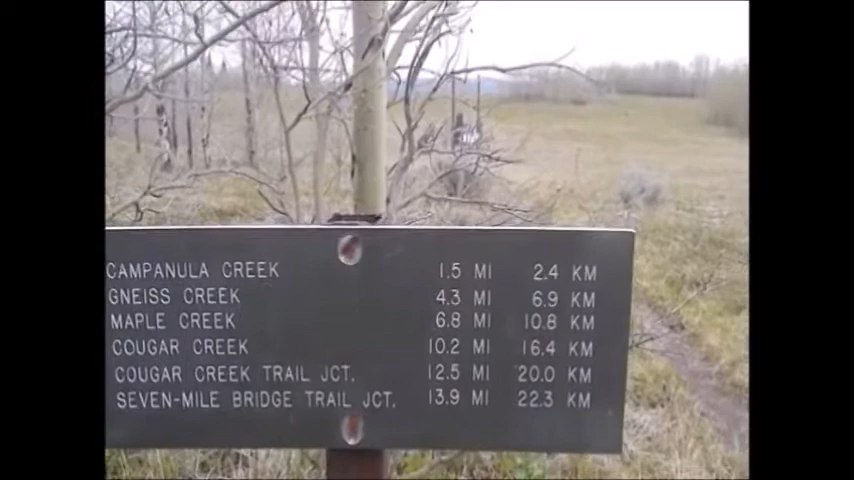 CAMPANULA CREEK 1.5 MI 2.4 KM
GNEISS CREEK 4.3 MI 6.9 KM
MAPLE CREEK 6.8 MI 10.8 KM
COUGAR CREEK 10.2 MI 16.4 KM
COUGAR CREEK TRAIL JCT. 12.5 MI 20.0 KM
SEVEN-MILE BRIDGE TRAIL JCT. 13.9 MI 22.3 KM